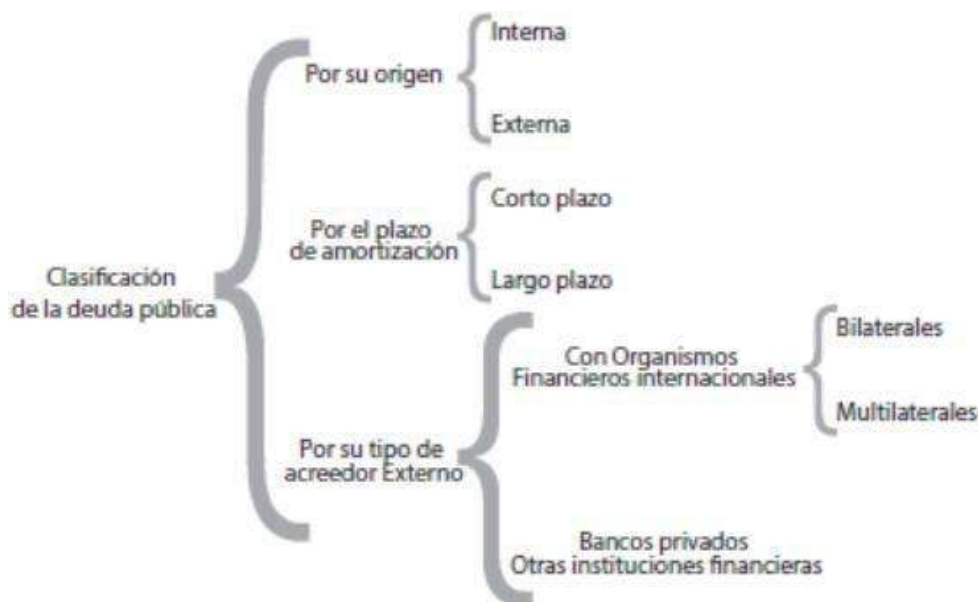 Clasificación
de la deuda pública
Por su origen
Interna
Externa
Por el plazo
de amortización
Corto plazo
Largo plazo
Por su tipo de
acreedor Externo
Con Organismos
Financieros internacionales
Bilaterales
Multilaterales
Bancos privados
Otras instituciones financieras